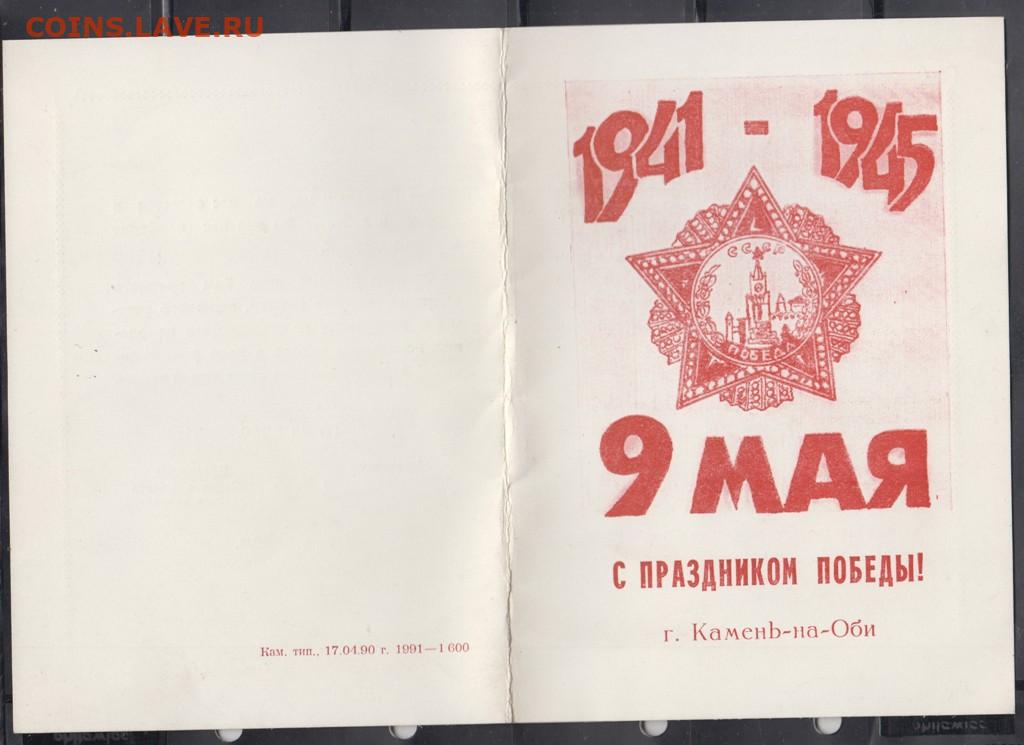 COINS.LAVE.RU
1941 - 1945
СССР
ПОБЕДА
9 МАЯ
С ПРАЗДНИКОМ ПОБЕДЫ!
г. Камень-на-Оби
Кам. тип., 17.04.90 г. 1991—1 600